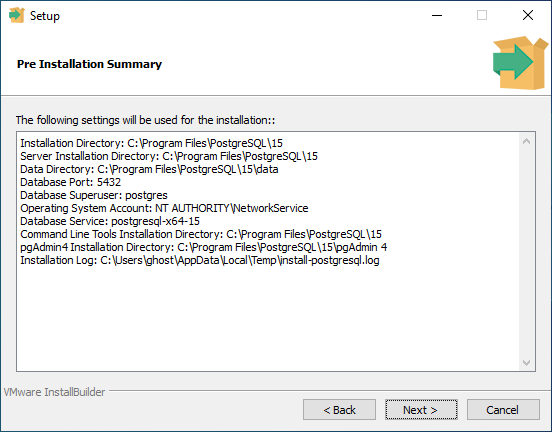 Setup
Pre Installation Summary
The following settings will be used for the installation::
Installation Directory: C:\Program Files\PostgreSQL\15
Server Installation Directory: C:\Program Files\PostgreSQL\15
Data Directory: C:\Program Files\PostgreSQL\15\data
Database Port: 5432
Database Superuser: postgres
Operating System Account: NT AUTHORITY\NetworkService
Database Service: postgresql-x64-15
Command Line Tools Installation Directory: C:\Program Files\PostgreSQL\15
pgAdmin4 Installation Directory: C:\Program Files\PostgreSQL\15\pgAdmin 4
Installation Log: C:\Users\ghost\AppData\Local\Temp\install-postgresql.log
VMware InstallBuilder
< Back
Next >
Cancel